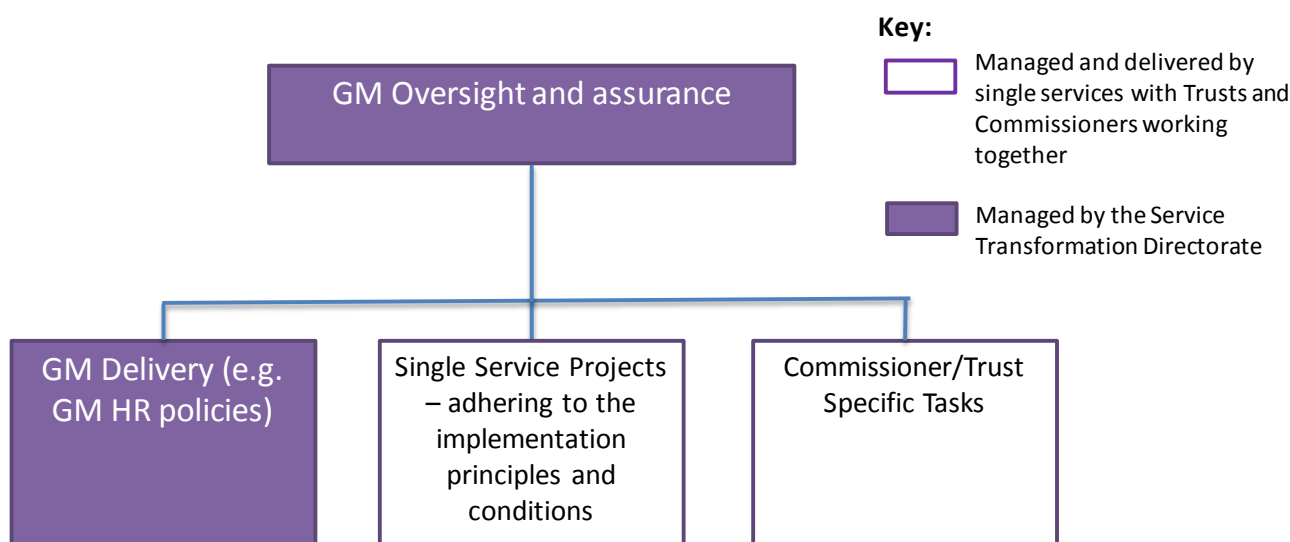 Key:
Managed and delivered by
single services with Trusts and
Commissioners working
together
GM Oversight and assurance
Managed by the Service
Transformation Directorate
GM Delivery (e.g.
GM HR policies)
Single Service Projects
– adhering to the
implementation
principles and
conditions
Commissioner/Trust
Specific Tasks